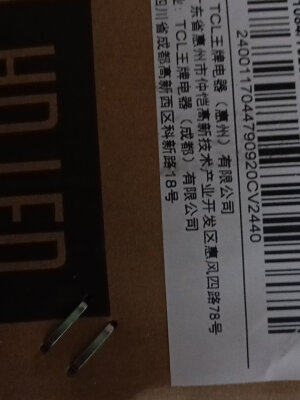 TCL王牌电器（惠州）有限公司
东省惠州市仲恺高新技术产业开发区惠风四路78号
TCL王牌电器（成都）有限公司
四川省成都高新西区科新路18号
2400117044790920CV2440